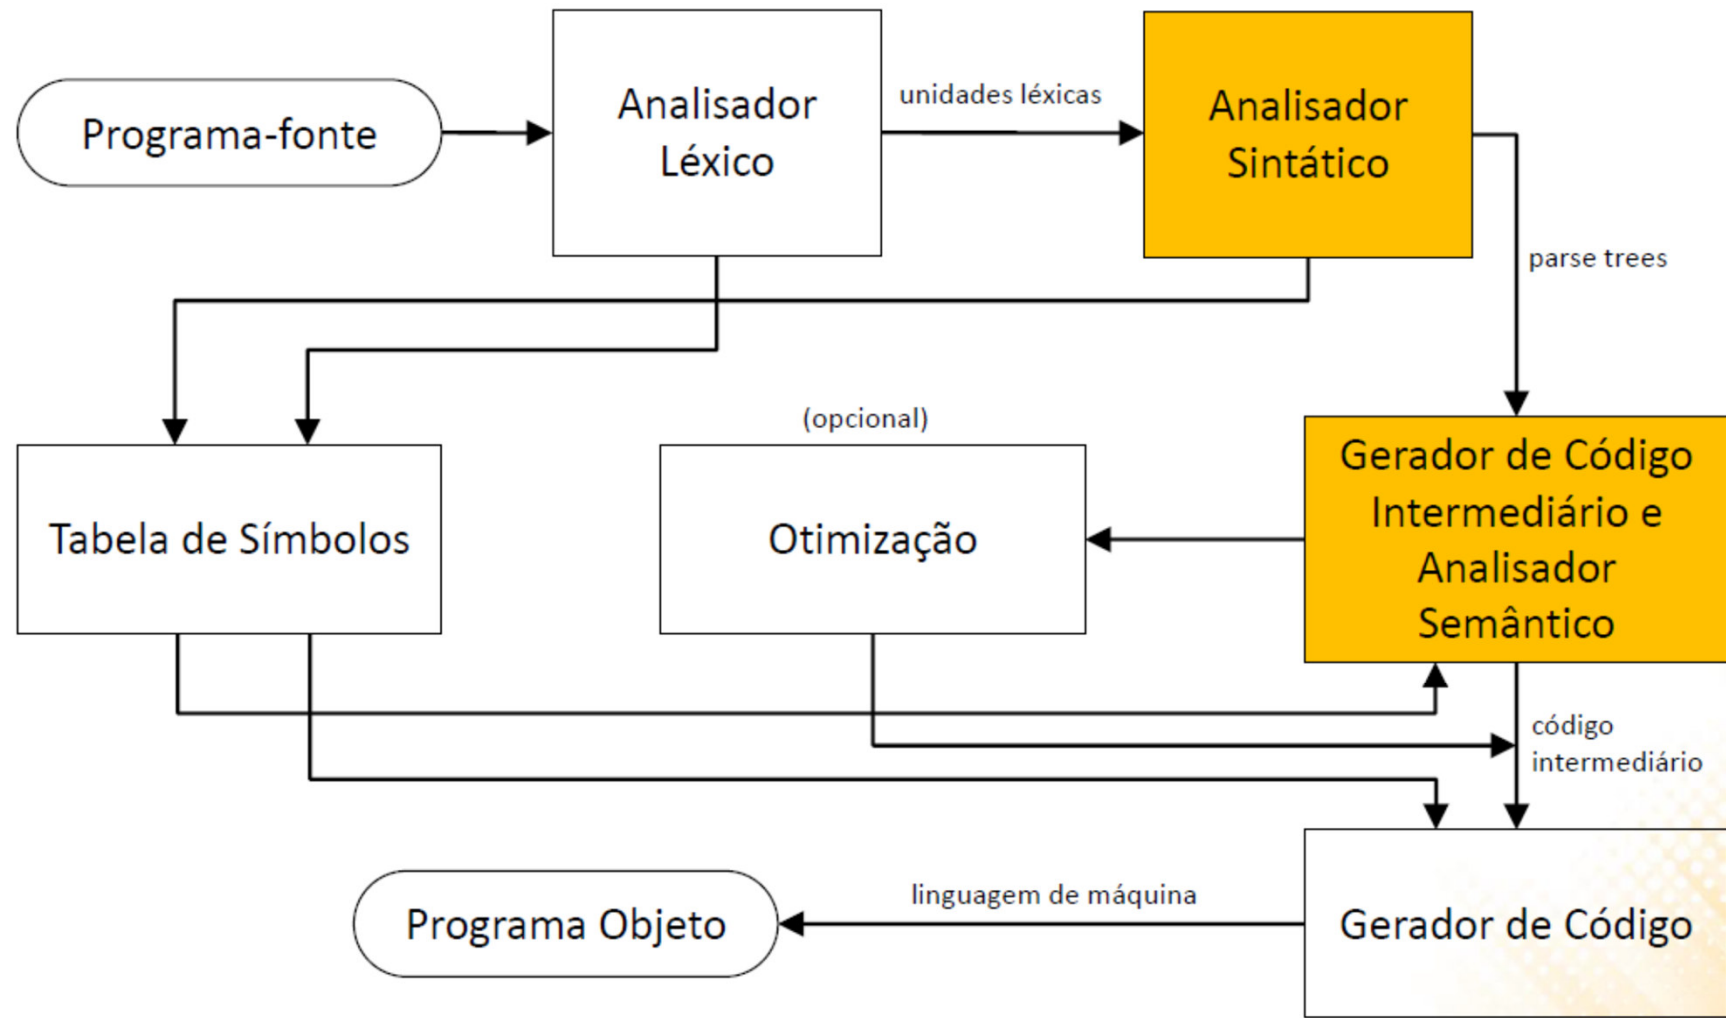 Programa-fonte
Analisador
Léxico
unidades léxicas
Analisador
Sintático
parse trees
(opcional)
Tabela de Símbolos
Otimização
Gerador de Código
Intermediário e
Analisador
Semântico
código
intermediário
Programa Objeto
linguagem de máquina
Gerador de Código